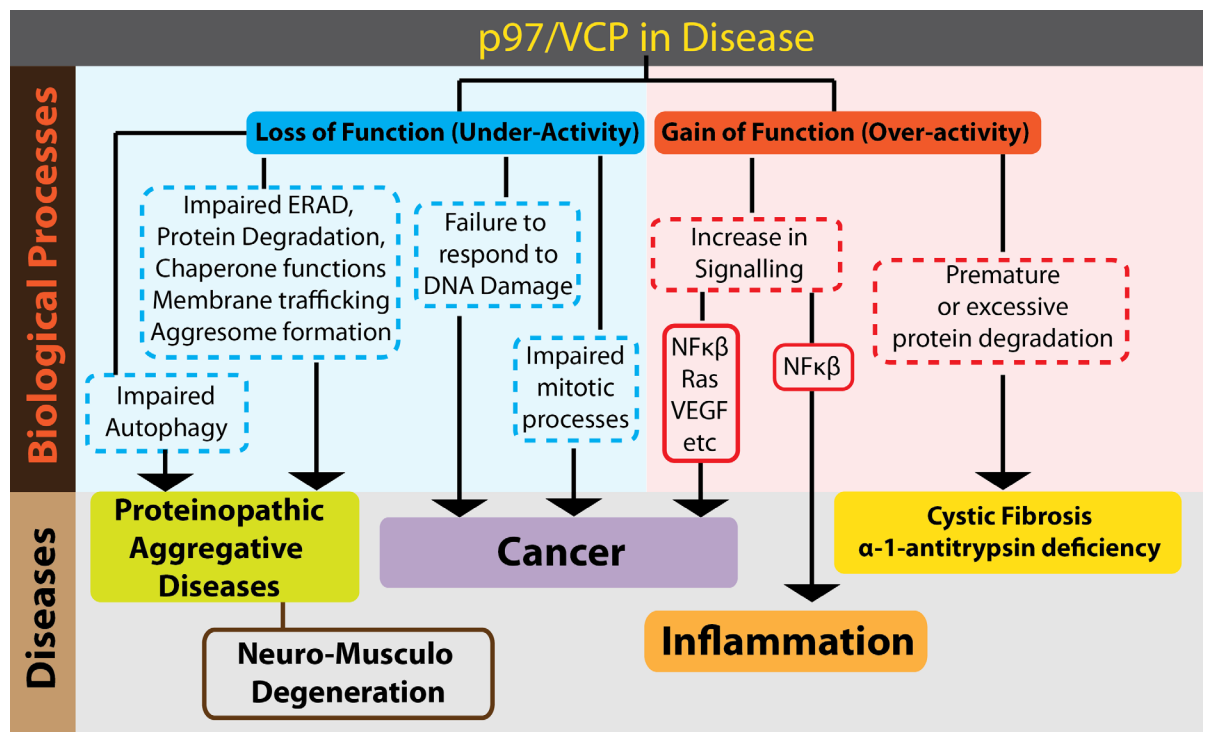 p97/VCP in Disease
Biological Processes
Loss of Function (Under-Activity)
Gain of Function (Over-activity)
Impaired ERAD,
Protein Degradation,
Chaperone functions
Membrane trafficking
Aggresome formation
Failure to
respond to
DNA Damage
Increase in
Signalling
Premature
or excessive
protein degradation
Impaired
Autophagy
Impaired
mitotic
processes
NFκβ
Ras
VEGF
etc
NFκβ
Diseases
Proteinopathic
Aggregative
Diseases
Cancer
Cystic Fibrosis
α-1-antitrypsin deficiency
Inflammation
Neuro-Musculo
Degeneration